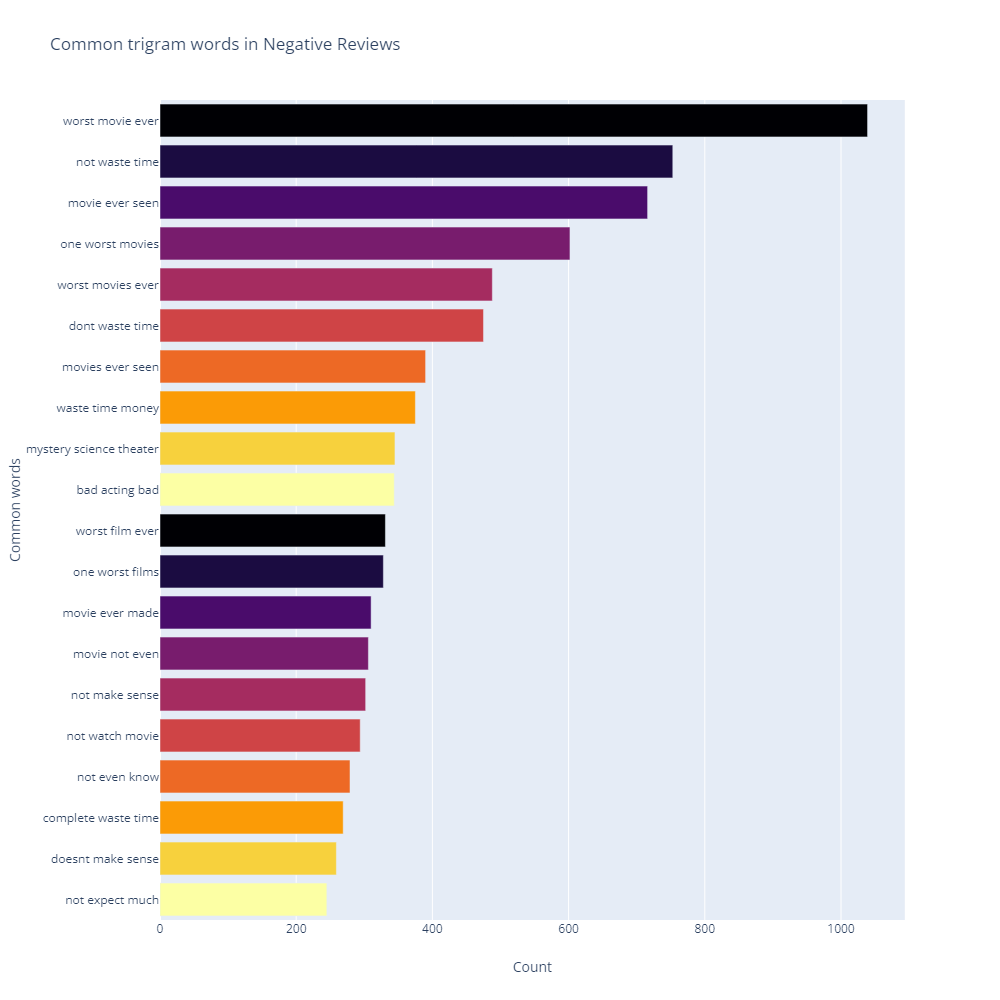 Common trigram words in Negative Reviews
worst movie ever
not waste time
movie ever seen
one worst movies
worst movies ever
dont waste time
movies ever seen
waste time money
mystery science theater
bad acting bad
worst film ever
one worst films
movie ever made
movie not even
not make sense
not watch movie
not even know
complete waste time
doesnt make sense
not expect much
Common words
0 200 400 600 800 1000
Count